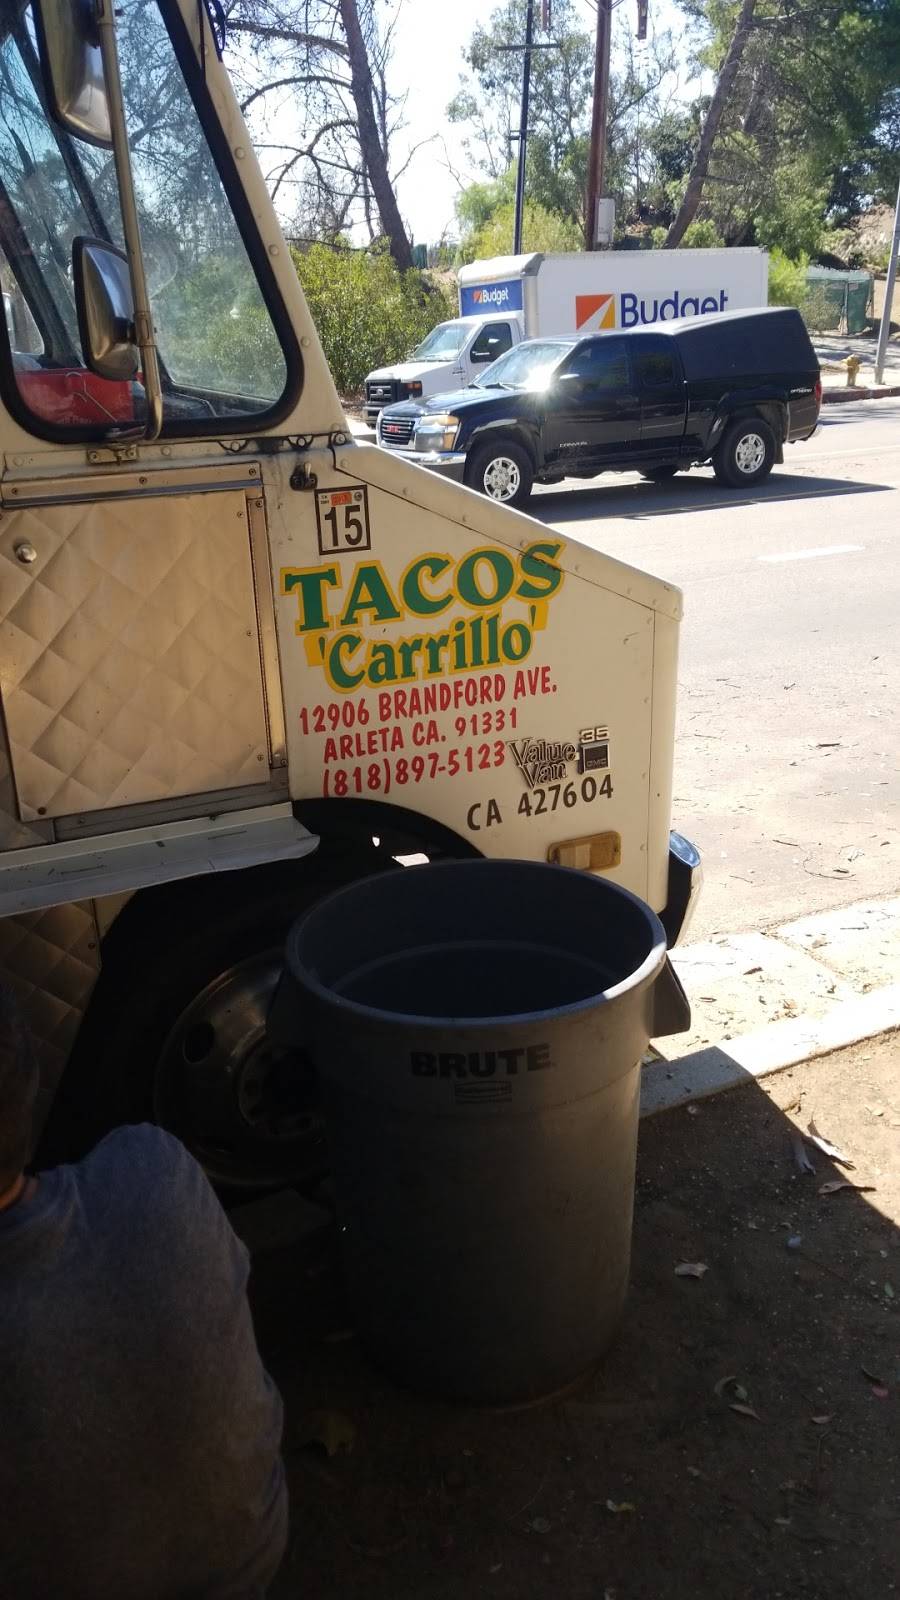 Budget
Budget
CANYON
15
TACOS
'Carrillo'
12906 BRANDFORD AVE.
ARLETA CA. 91331
(818)897-5123
Value
Van
35
GMC
CA 427604
BRUTE